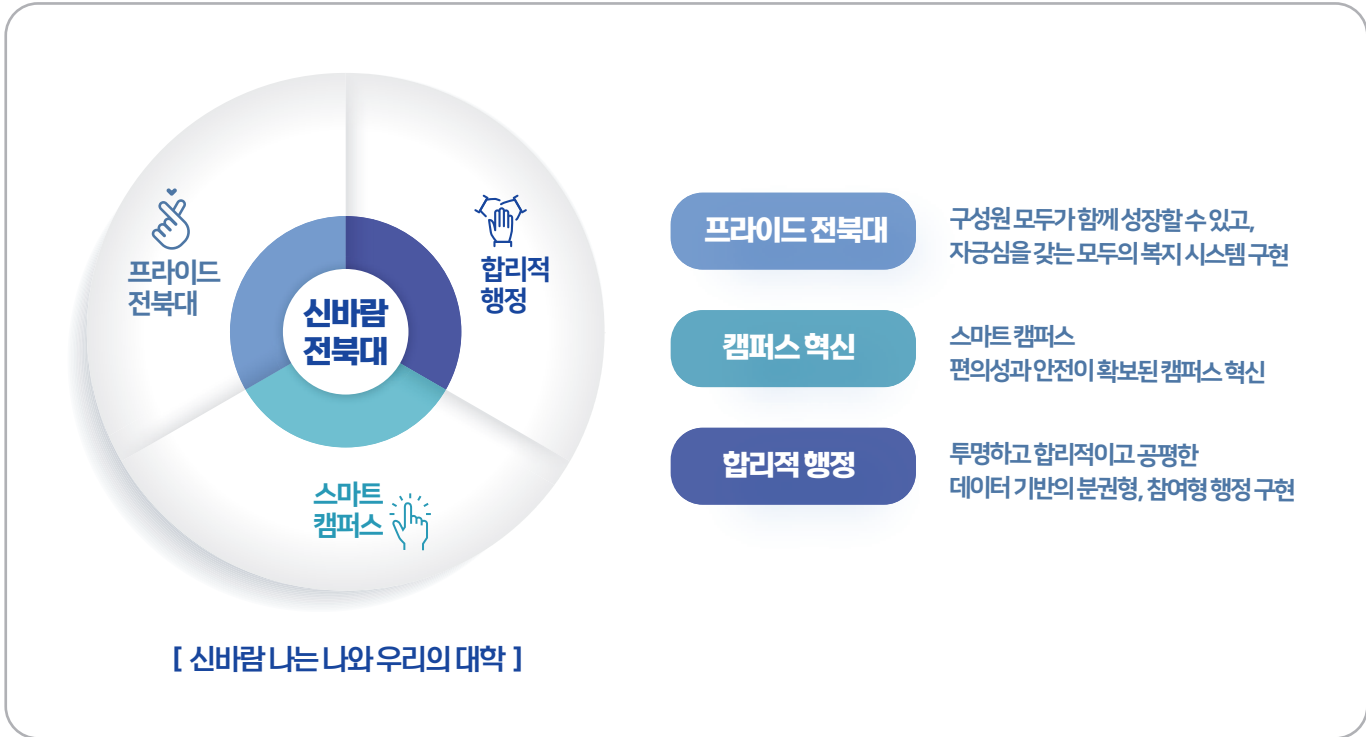 프라이드
전북대
합리적
행정
신바람
전북대
스마트
캠퍼스
[ 신바람 나는 나와 우리의 대학 ]
프라이드 전북대
구성원 모두가 함께 성장할 수 있고,
자긍심을 갖는 모두의 복지 시스템 구현
캠퍼스 혁신
스마트 캠퍼스
편의성과 안전이 확보된 캠퍼스 혁신
합리적 행정
투명하고 합리적이고 공평한
데이터 기반의 분권형, 참여형 행정 구현